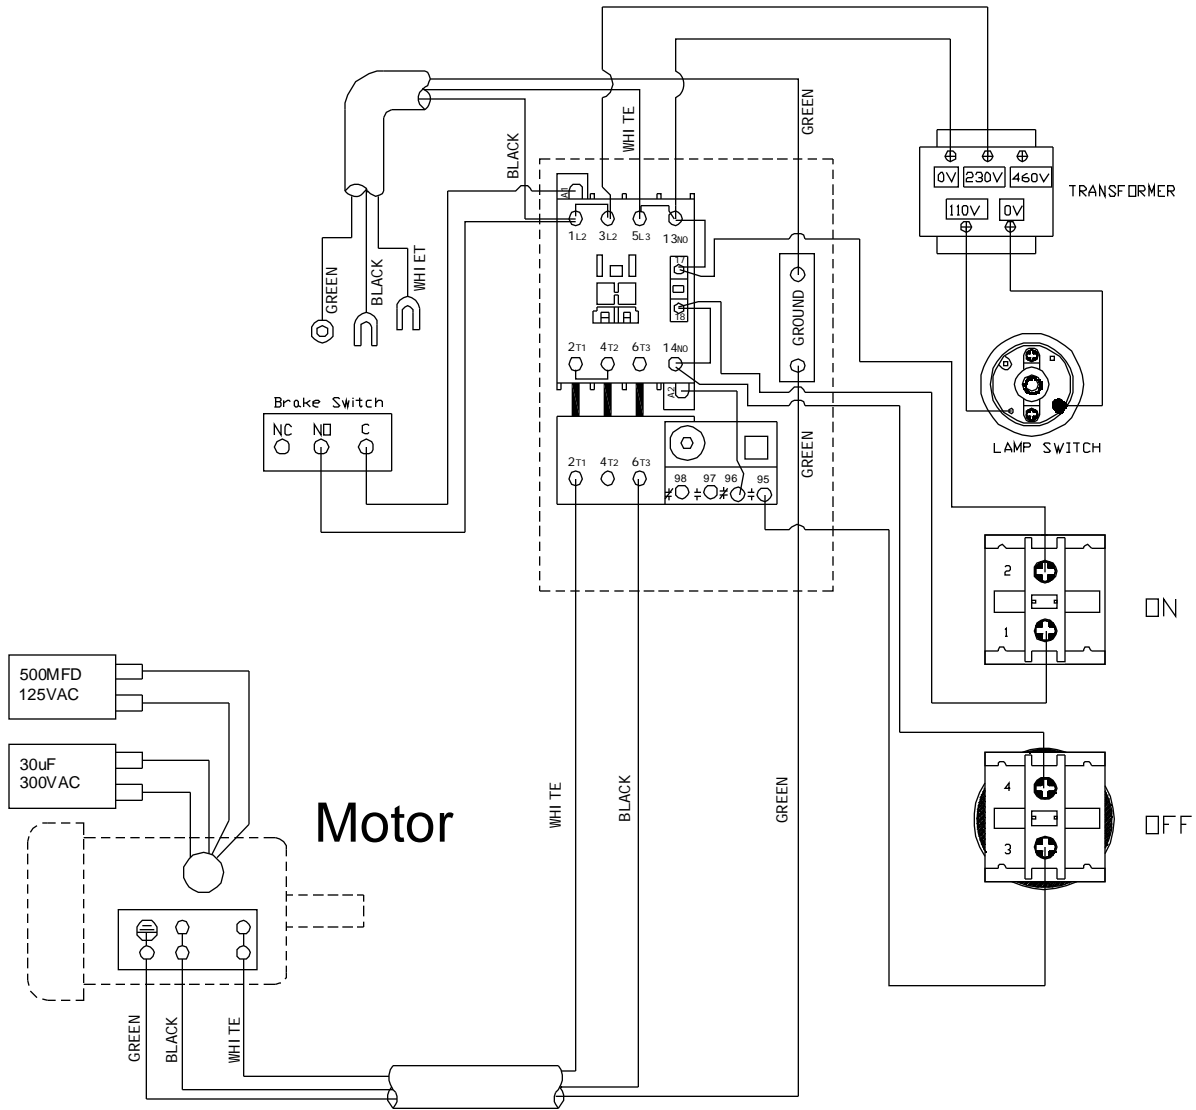 GREEN
WHITE
BLACK
0V 230V 460V
TRANSFORMER
110V 0V
A1
1L2 3L2 5L3 13NO
17
18
GROUND
GREEN
BLACK
WHIET
2T1 4T2 6T3 14NO
A2
Brake Switch
NC NO C
LAMP SWITCH
GREEN
2T1 4T2 6T3
98 97 96 95
2
1
ON
500MFD
125VAC
30uF
300VAC
Motor
WHITE
BLACK
GREEN
4
3
OFF
GREEN
BLACK
WHITE